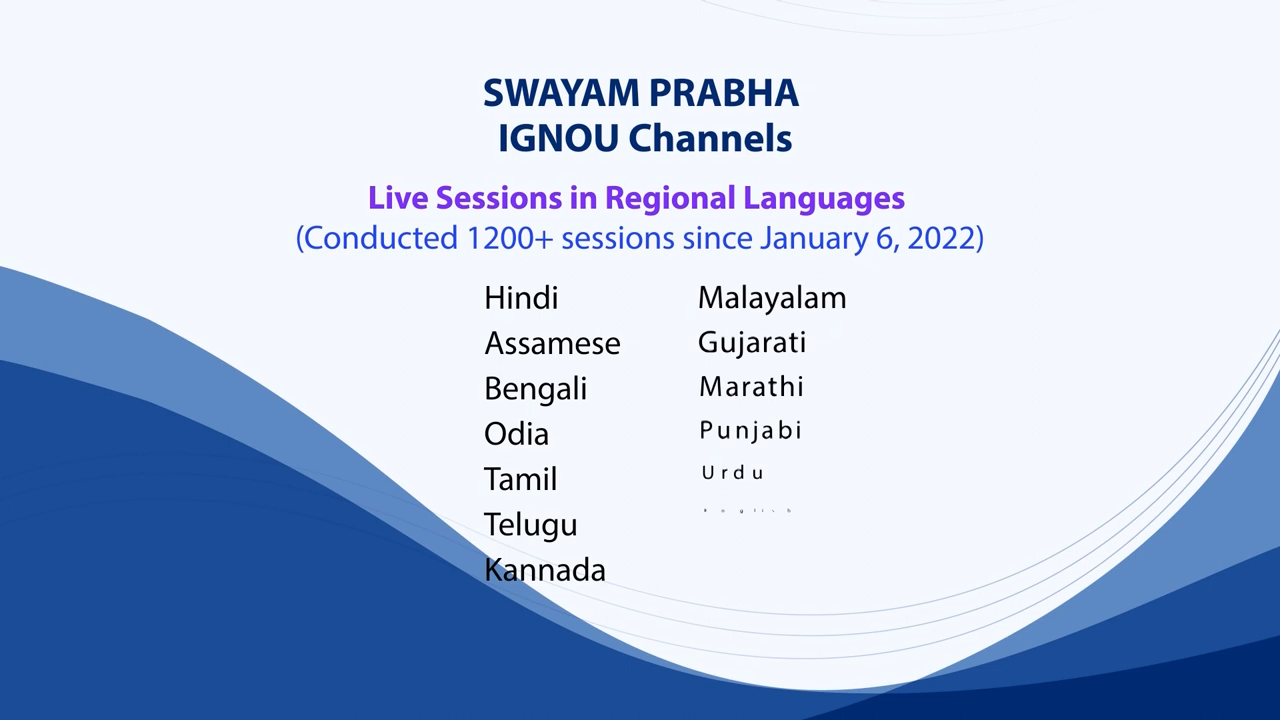 SWAYAM PRABHA
IGNOU Channels
Live Sessions in Regional Languages
(Conducted 1200+ sessions since January 6, 2022)
Hindi
Assamese
Bengali
Odia
Tamil
Telugu
Kannada
Malayalam
Gujarati
Marathi
Punjabi
Urdu